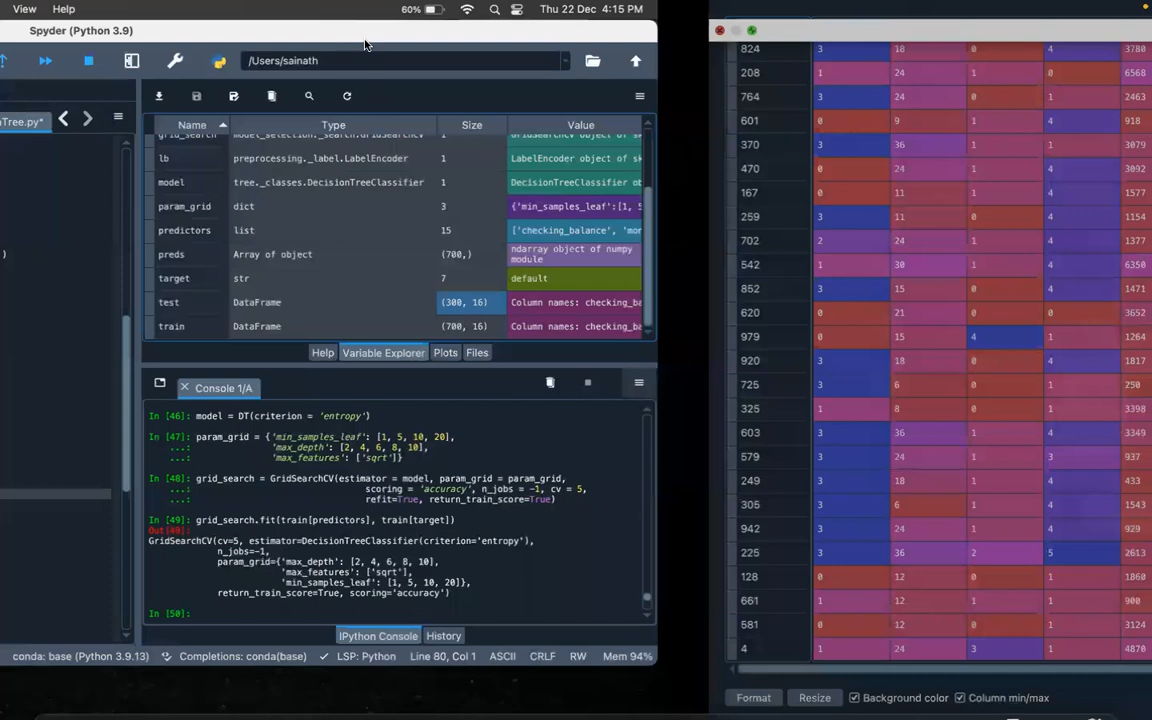 View Help 60% Thu 22 Dec 4:15 PM
Spyder (Python 3.9)
/Users/sainath
nTree.py*
Name Type Size Value
grid_search model_selection._search.GridSearchCV 1 GridSearchCV object of sk
lb preprocessing._label.LabelEncoder 1 LabelEncoder object of sk
model tree._classes.DecisionTreeClassifier 1 DecisionTreeClassifier ob
param_grid dict 3 {'min_samples_leaf':[1, 5
predictors list 15 ['checking_balance', 'mon
preds Array of object (700,) ndarray object of numpy
module
target str 7 default
test DataFrame (300, 16) Column names: checking_ba
train DataFrame (700, 16) Column names: checking_ba
)
Help Variable Explorer Plots Files
Console 1/A
In [46]: model = DT(criterion = 'entropy')
In [47]: param_grid = {'min_samples_leaf': [1, 5, 10, 20],
...: 'max_depth': [2, 4, 6, 8, 10],
...: 'max_features': ['sqrt']}
In [48]: grid_search = GridSearchCV(estimator = model, param_grid = param_grid,
...: scoring = 'accuracy', n_jobs = -1, cv = 5,
...: refit=True, return_train_score=True)
In [49]: grid_search.fit(train[predictors], train[target])
Out[49]:
GridSearchCV(cv=5, estimator=DecisionTreeClassifier(criterion='entropy'),
n_jobs=-1,
param_grid={'max_depth': [2, 4, 6, 8, 10],
'max_features': ['sqrt'],
'min_samples_leaf': [1, 5, 10, 20]},
return_train_score=True, scoring='accuracy')
In [50]:
IPython Console History
conda: base (Python 3.9.13) Completions: conda(base) LSP: Python Line 80, Col 1 ASCII CRLF RW Mem 94%
824 3 18 0 4 3780
208 1 24 1 0 6568
764 3 24 0 1 2463
601 0 9 1 4 918
370 3 36 1 1 3079
470 0 24 1 4 3092
167 0 11 1 4 1577
259 3 11 0 4 1154
702 2 24 1 4 1377
542 1 30 1 4 6350
852 3 15 0 4 1471
620 0 21 0 0 3652
979 0 15 4 1 1264
920 3 18 0 4 1817
725 3 6 0 1 250
325 1 8 0 1 3398
603 3 36 1 4 3349
579 3 24 1 3 937
249 3 18 1 4 433
305 3 6 1 4 1543
942 3 24 1 4 929
225 3 36 2 5 2613
128 0 12 0 1 1860
661 1 12 1 1 900
581 0 12 0 1 3124
4 1 24 3 1 4870
Format Resize Background color Column min/max